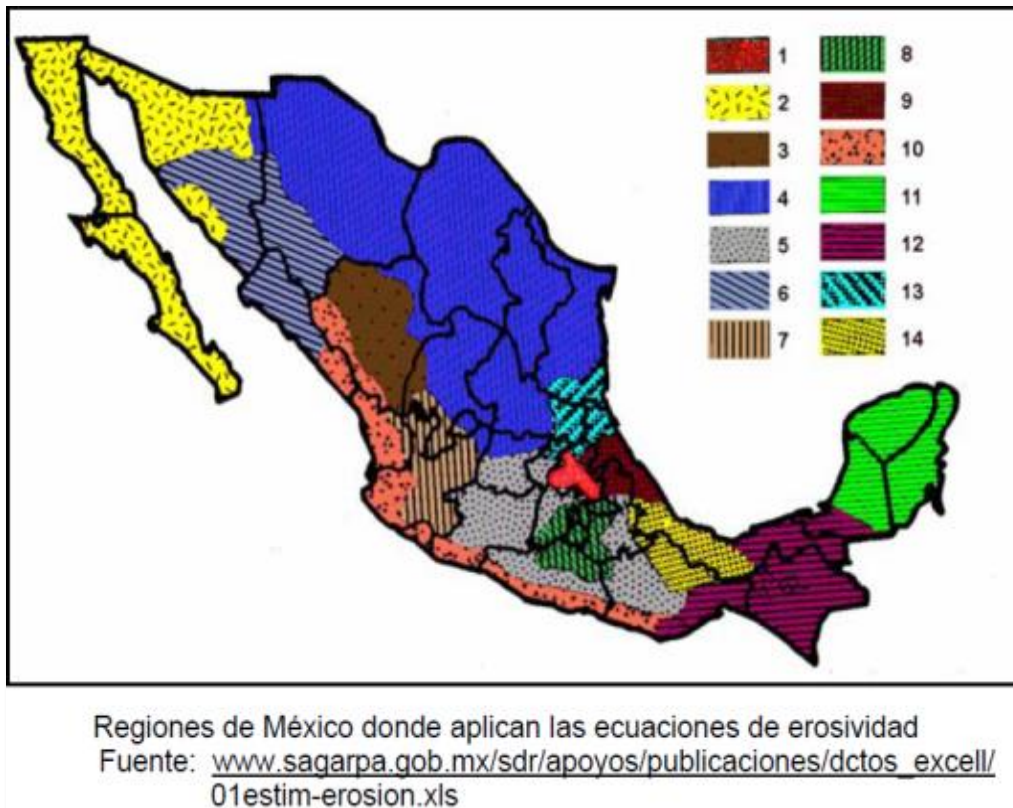 1 8
2 9
3 10
4 11
5 12
6 13
7 14
Regiones de México donde aplican las ecuaciones de erosividad
Fuente: www.sagarpa.gob.mx/sdr/apoyos/publicaciones/dctos_excell/
01estim-erosion.xls